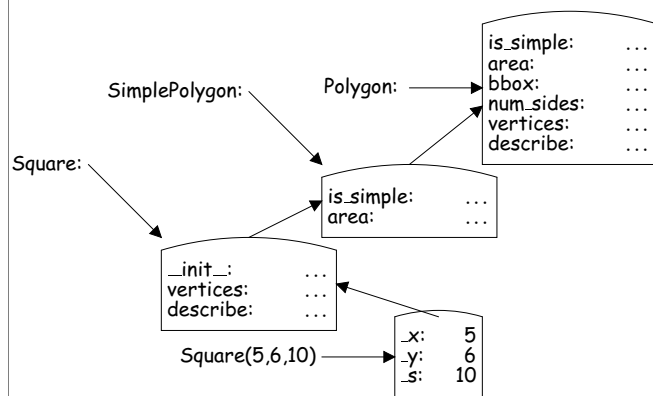 is_simple: ...
area: ...
bbox: ...
num_sides: ...
vertices: ...
describe: ...
Polygon:
SimplePolygon:
Square:
is_simple: ...
area: ...
__init__: ...
vertices: ...
describe: ...
Square(5,6,10)
_x: 5
_y: 6
_s: 10